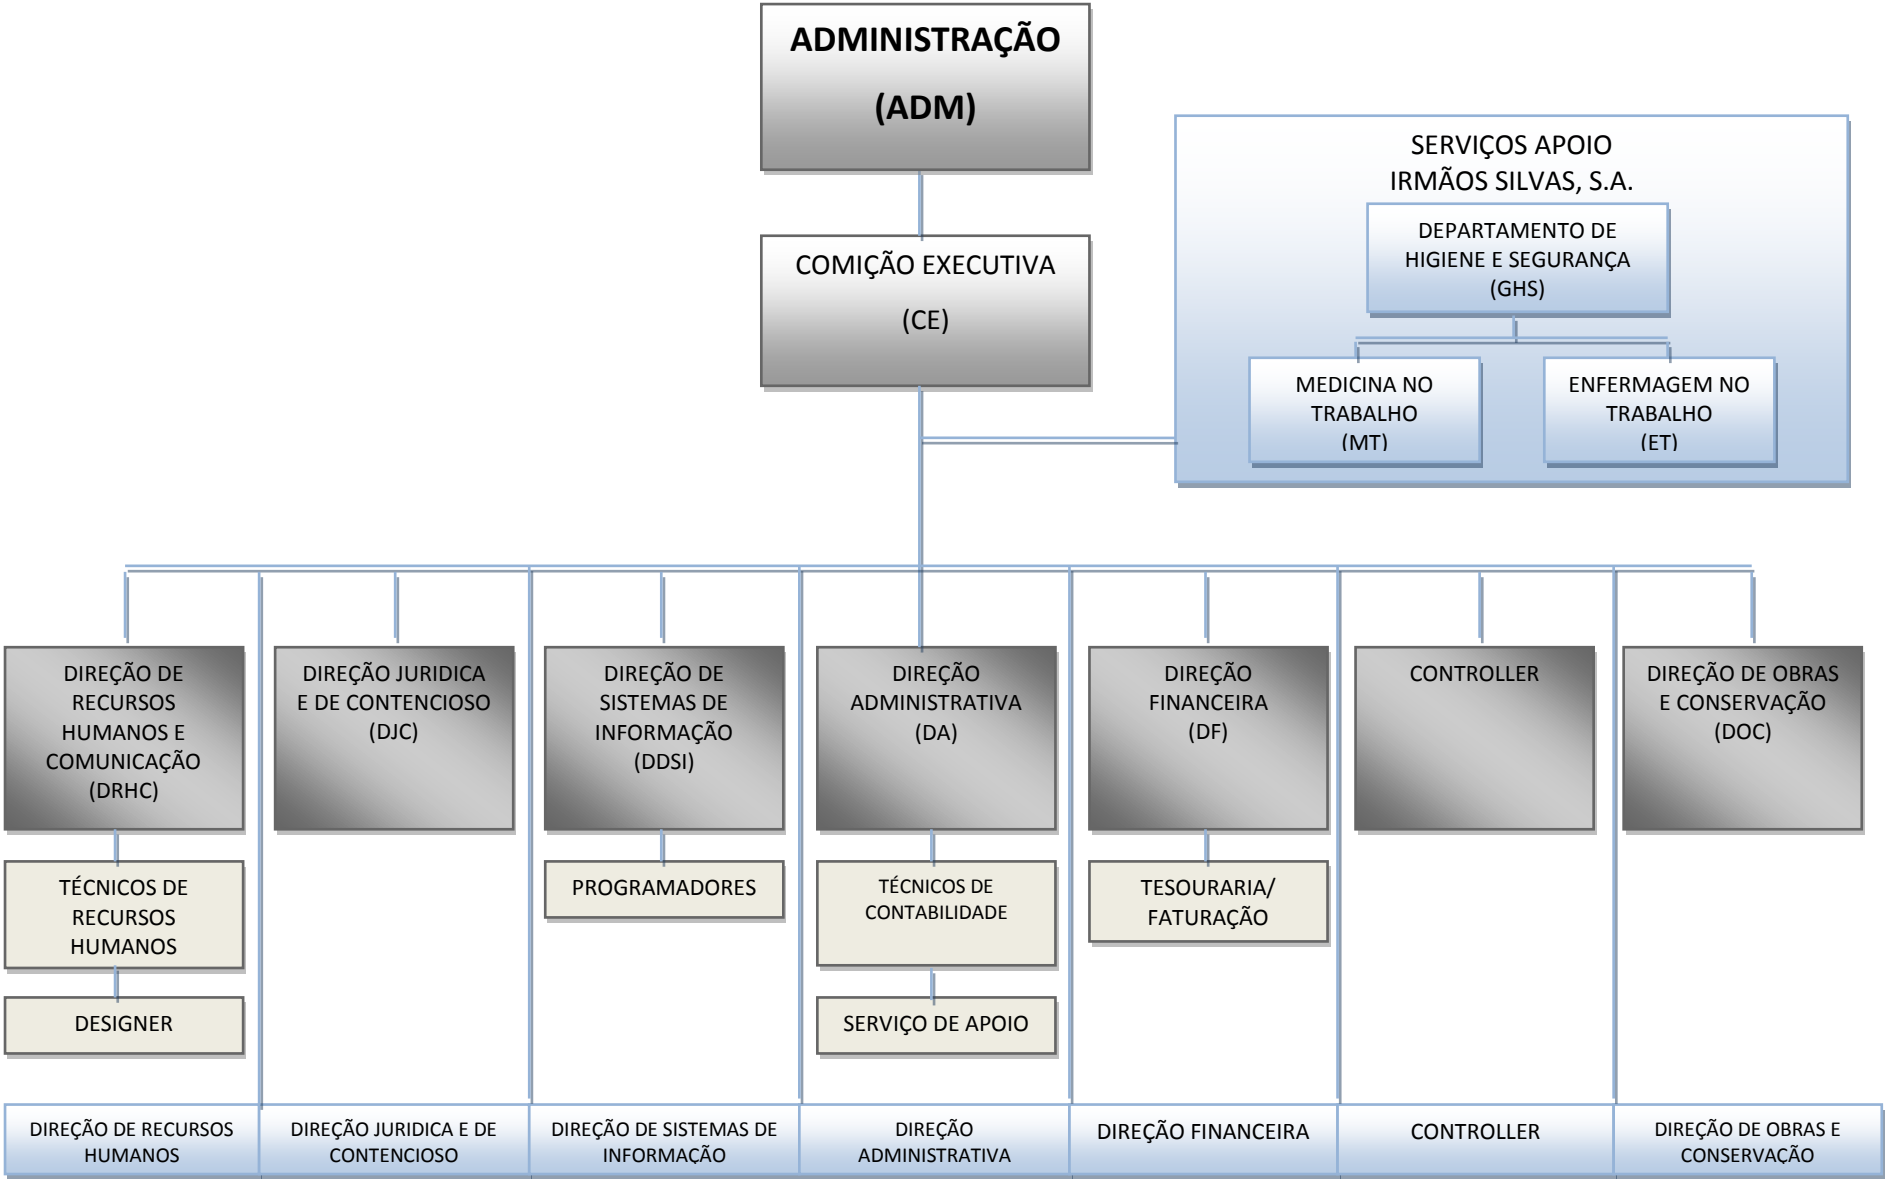 ADMINISTRAÇÃO
(ADM)
SERVIÇOS APOIO
IRMÃOS SILVAS, S.A.
DEPARTAMENTO DE
HIGIENE E SEGURANÇA
(GHS)
COMIÇÃO EXECUTIVA
(CE)
MEDICINA NO
TRABALHO
(MT)
ENFERMAGEM NO
TRABALHO
(ET)
DIREÇÃO DE
RECURSOS
HUMANOS E
COMUNICAÇÃO
(DRHC)
DIREÇÃO JURIDICA
E DE CONTENCIOSO
(DJC)
DIREÇÃO DE
SISTEMAS DE
INFORMAÇÃO
(DDSI)
DIREÇÃO
ADMINISTRATIVA
(DA)
DIREÇÃO
FINANCEIRA
(DF)
CONTROLLER
DIREÇÃO DE OBRAS
E CONSERVAÇÃO
(DOC)
TÉCNICOS DE
RECURSOS
HUMANOS
PROGRAMADORES
TÉCNICOS DE
CONTABILIDADE
TESOURARIA/
FATURAÇÃO
DESIGNER
SERVIÇO DE APOIO
DIREÇÃO DE RECURSOS
HUMANOS
DIREÇÃO JURIDICA E DE
CONTENCIOSO
DIREÇÃO DE SISTEMAS DE
INFORMAÇÃO
DIREÇÃO
ADMINISTRATIVA
DIREÇÃO FINANCEIRA
CONTROLLER
DIREÇÃO DE OBRAS E
CONSERVAÇÃO